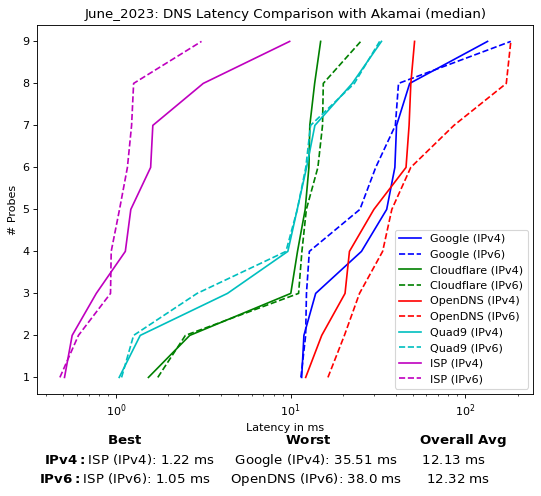 June_2023: DNS Latency Comparison with Akamai (median)
9
8
7
6
5
4
3
2
1
# Probes
Google (IPv4)
Google (IPv6)
Cloudflare (IPv4)
Cloudflare (IPv6)
OpenDNS (IPv4)
OpenDNS (IPv6)
Quad9 (IPv4)
Quad9 (IPv6)
ISP (IPv4)
ISP (IPv6)
10⁰ 10¹ 10²
Latency in ms
Best Worst Overall Avg
IPv4: ISP (IPv4): 1.22 ms Google (IPv4): 35.51 ms 12.13 ms
IPv6: ISP (IPv6): 1.05 ms OpenDNS (IPv6): 38.0 ms 12.32 ms